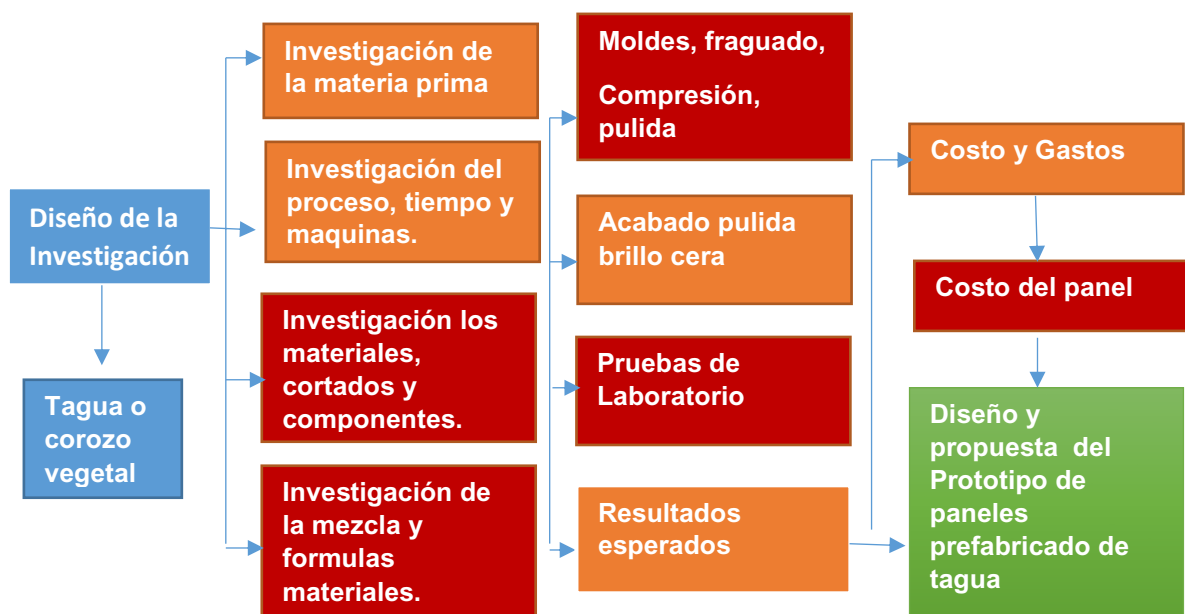 Diseño de la
Investigación
Tagua o
corozo
vegetal
Investigación de
la materia prima
Investigación del
proceso, tiempo y
maquinas.
Investigación los
materiales,
cortados y
componentes.
Investigación de
la mezcla y
formulas
materiales.
Moldes, fraguado,
Compresión,
pulida
Acabado pulida
brillo cera
Pruebas de
Laboratorio
Resultados
esperados
Costo y Gastos
Costo del panel
Diseño y
propuesta del
Prototipo de
paneles
prefabricado de
tagua